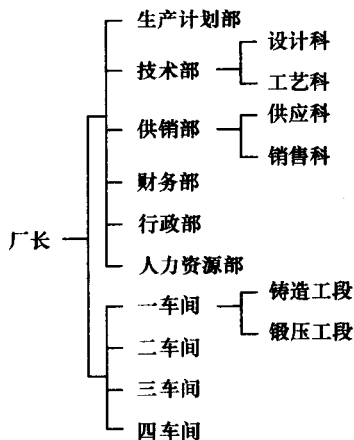 生产计划部
设计科
技术部
工艺科
供应科
供销部
销售科
财务部
厂长
行政部
人力资源部
铸造工段
一车间
锻压工段
二车间
三车间
四车间